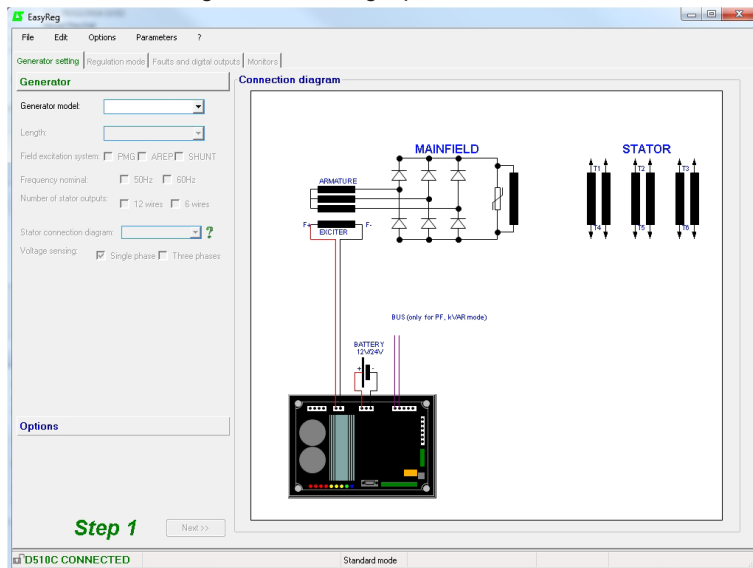 EasyReg
File Edit Options Parameters ?
Generator setting Regulation mode Faults and digital outputs Monitors
Generator
Generator model:
Length:
Field excitation system: PMG AREP SHUNT
Frequency nominal: 50Hz 60Hz
Number of stator outputs: 12 wires 6 wires
Stator connection diagram: ?
Voltage sensing: Single phase Three phases
Options
Step 1
Next >>
Connection diagram
MAINFIELD
STATOR
ARMATURE
T1 T2 T3
F+ F-
EXCITER
T4 T5 T6
BUS (only for PF, kVAR mode)
BATTERY
12V/24V
+ -
D510C CONNECTED
Standard mode